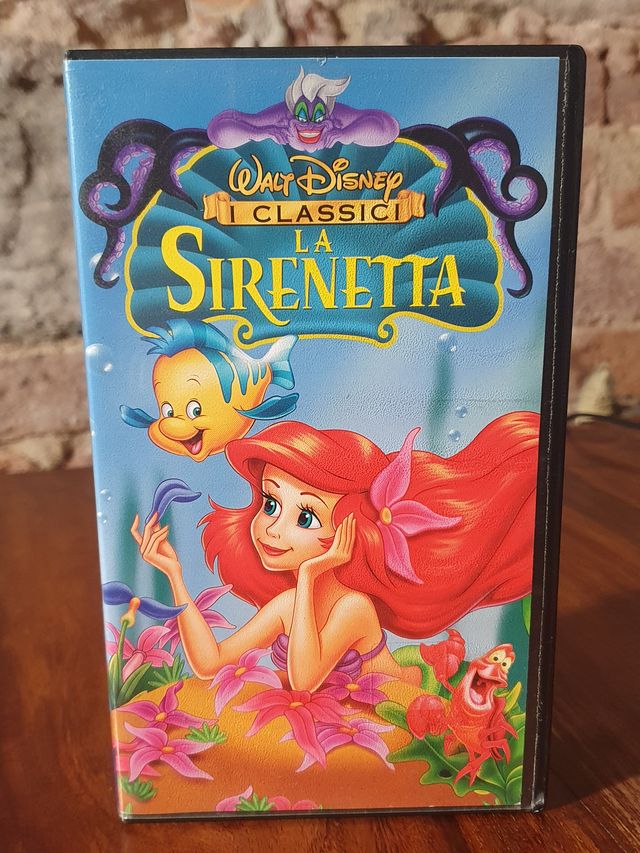 WALT DISNEY
I CLASSICI
LA
SIRENETTA